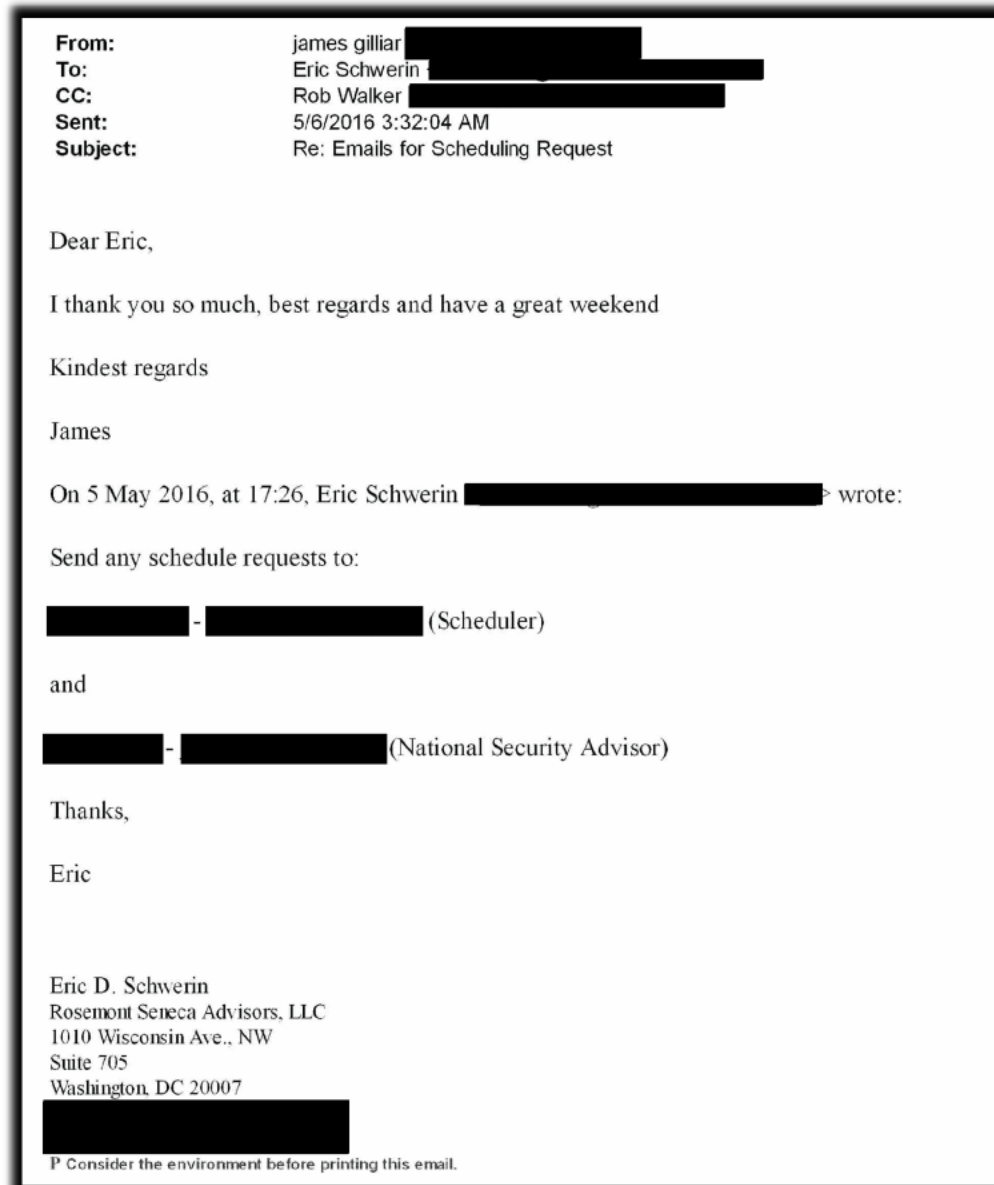 From: james gilliar
To: Eric Schwerin
CC: Rob Walker
Sent: 5/6/2016 3:32:04 AM
Subject: Re: Emails for Scheduling Request
Dear Eric,
I thank you so much, best regards and have a great weekend
Kindest regards
James
On 5 May 2016, at 17:26, Eric Schwerin > wrote:
Send any schedule requests to:
- (Scheduler)
and
- (National Security Advisor)
Thanks,
Eric
Eric D. Schwerin
Rosemont Seneca Advisors, LLC
1010 Wisconsin Ave., NW
Suite 705
Washington, DC 20007
P Consider the environment before printing this email.